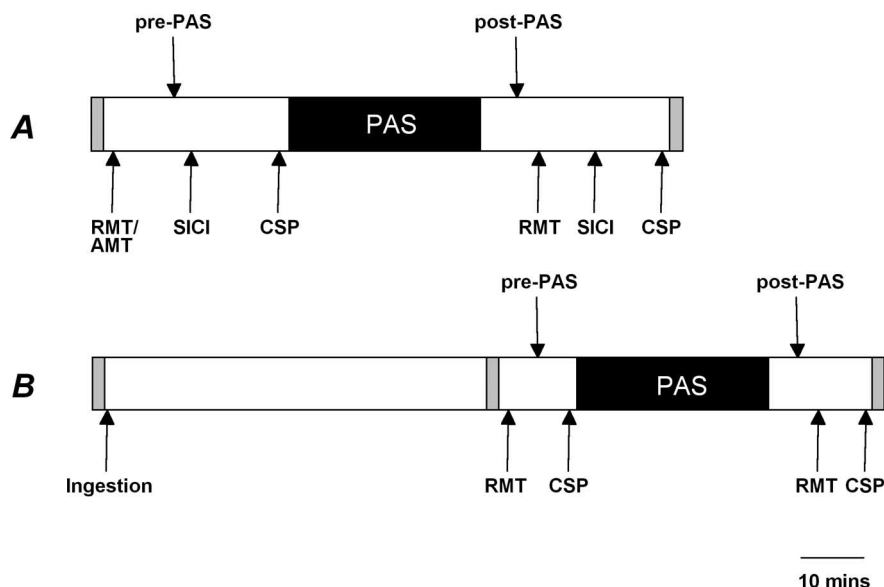 pre-PAS post-PAS
A PAS
RMT/ SICI CSP RMT SICI CSP
AMT
pre-PAS post-PAS
B PAS
Ingestion RMT CSP RMT CSP
10 mins